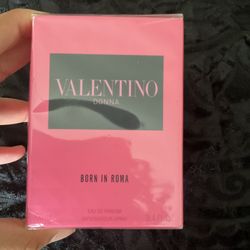 VALENTINO
DONNA
BORN IN ROMA
EAU DE PARFUM